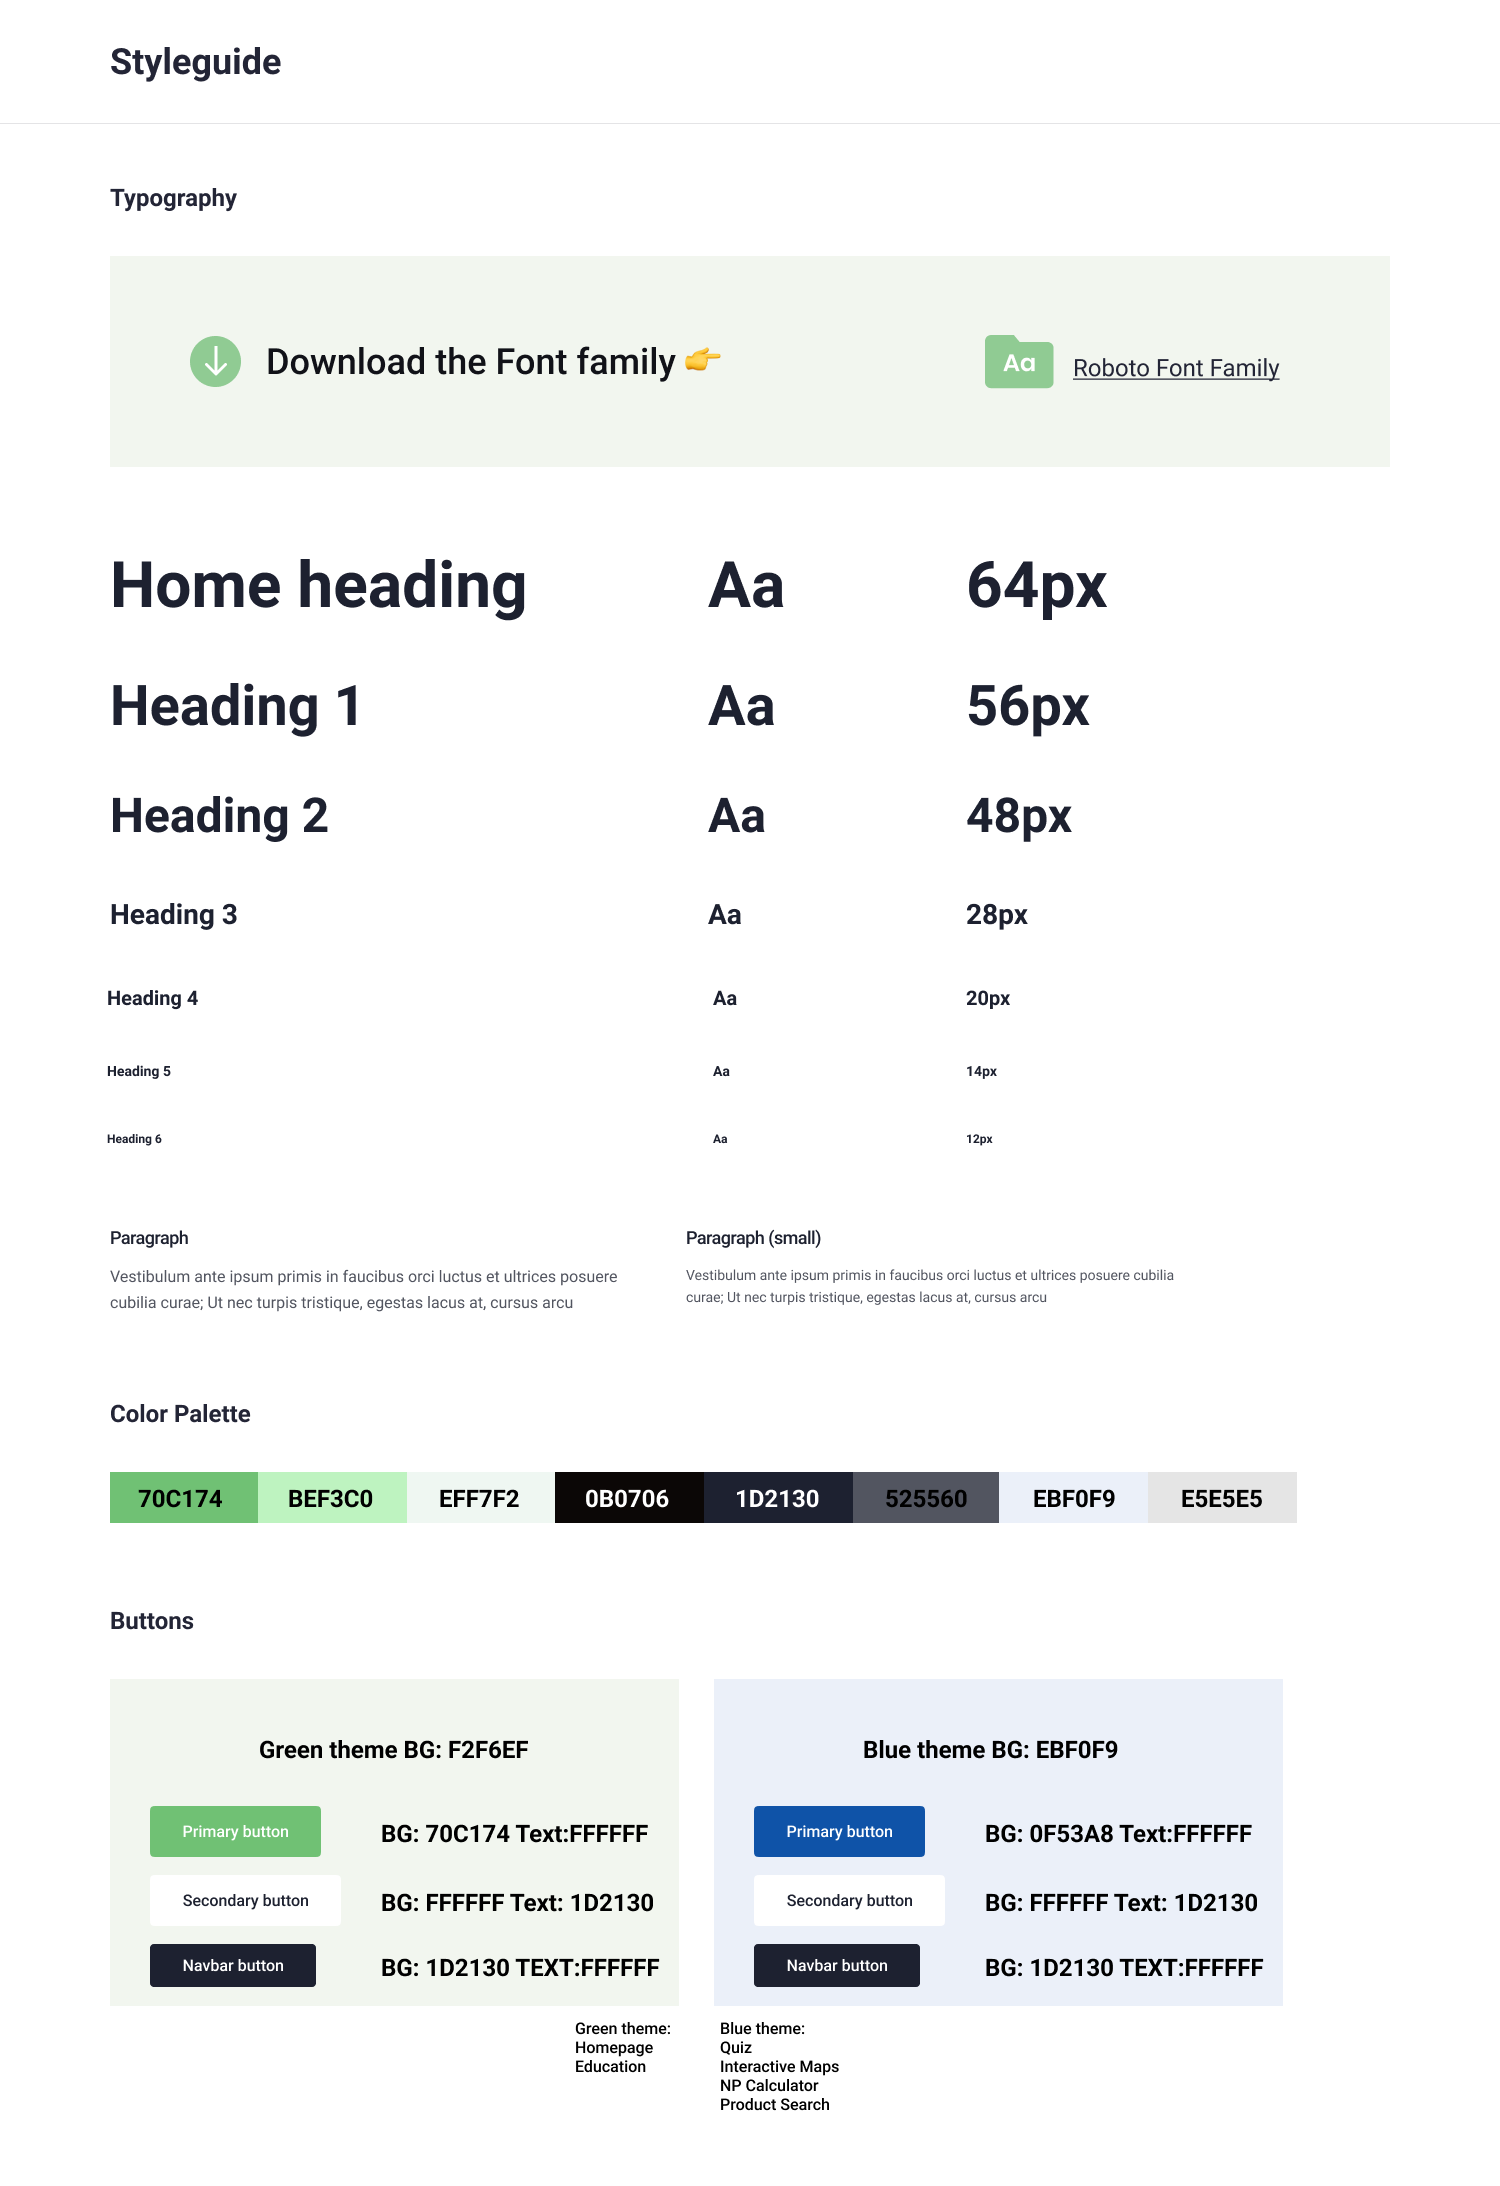 Styleguide
Typography
Download the Font family 👉
Aa Roboto Font Family
Home heading Aa 64px
Heading 1 Aa 56px
Heading 2 Aa 48px
Heading 3 Aa 28px
Heading 4 Aa 20px
Heading 5 Aa 14px
Heading 6 Aa 12px
Paragraph
Vestibulum ante ipsum primis in faucibus orci luctus et ultrices posuere
cubilia curae; Ut nec turpis tristique, egestas lacus at, cursus arcu
Paragraph (small)
Vestibulum ante ipsum primis in faucibus orci luctus et ultrices posuere cubilia
curae; Ut nec turpis tristique, egestas lacus at, cursus arcu
Color Palette
70C174 BEF3C0 EFF7F2 0B0706 1D2130 525560 EBF0F9 E5E5E5
Buttons
Green theme BG: F2F6EF
Primary button BG: 70C174 Text:FFFFFF
Secondary button BG: FFFFFF Text: 1D2130
Navbar button BG: 1D2130 TEXT:FFFFFF
Blue theme BG: EBF0F9
Primary button BG: 0F53A8 Text:FFFFFF
Secondary button BG: FFFFFF Text: 1D2130
Navbar button BG: 1D2130 TEXT:FFFFFF
Green theme:
Homepage
Education
Blue theme:
Quiz
Interactive Maps
NP Calculator
Product Search